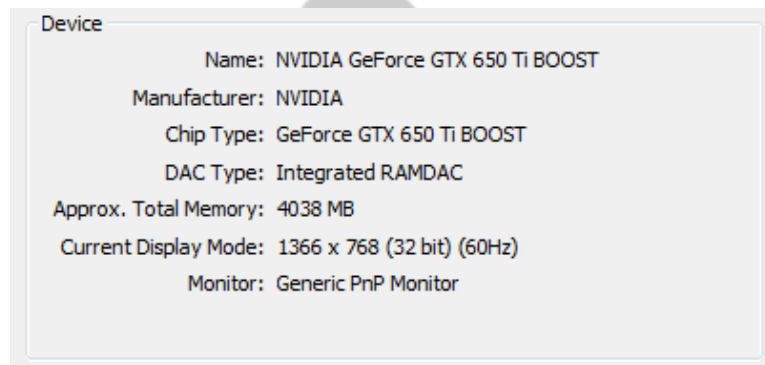 Device
Name: NVIDIA GeForce GTX 650 Ti BOOST
Manufacturer: NVIDIA
Chip Type: GeForce GTX 650 Ti BOOST
DAC Type: Integrated RAMDAC
Approx. Total Memory: 4038 MB
Current Display Mode: 1366 x 768 (32 bit) (60Hz)
Monitor: Generic PnP Monitor